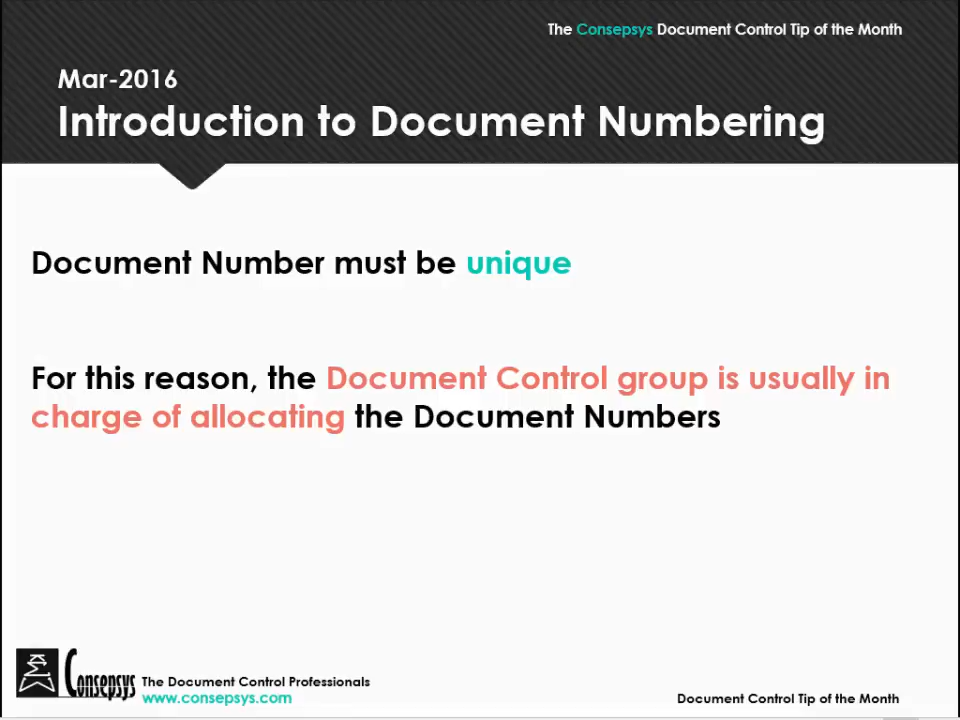 The Consepsys Document Control Tip of the Month
Mar-2016
Introduction to Document Numbering
Document Number must be unique
For this reason, the Document Control group is usually in
charge of allocating the Document Numbers
Consepsys
The Document Control Professionals
www.consepsys.com
Document Control Tip of the Month